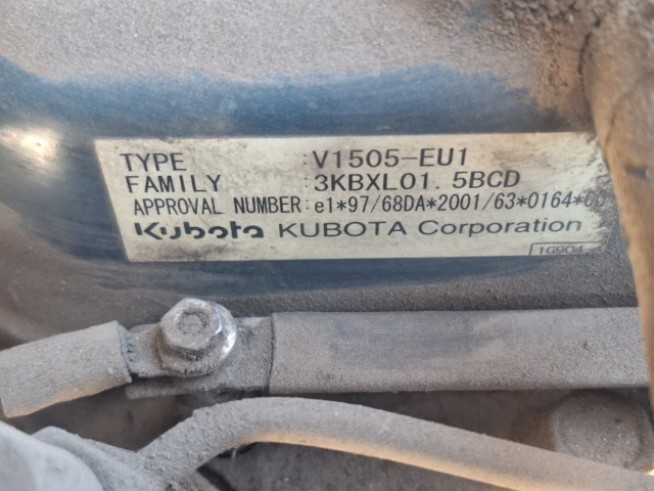 TYPE :V1505-EU1
FAMILY :3KBXL01.5BCD
APPROVAL NUMBER:e1*97/68DA*2001/63*0164*00
Kubota KUBOTA Corporation
1G904